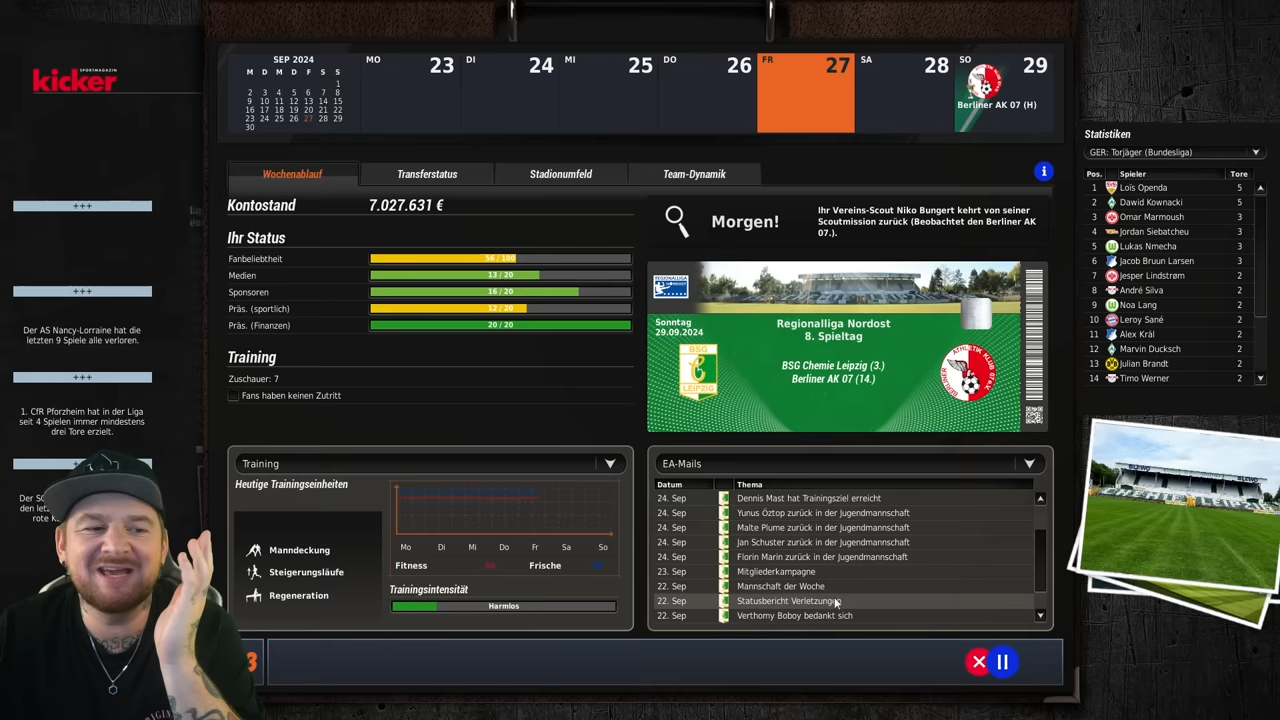 SPORTMAGAZIN
kicker
SEP 2024
M D M D F S S
1
2 3 4 5 6 7 8
9 10 11 12 13 14 15
16 17 18 19 20 21 22
23 24 25 26 27 28 29
30
MO 23
DI 24
MI 25
DO 26
FR 27
SA 28
SO 29
Berliner AK 07 (H)
Wochenablauf
Transferstatus
Stadionumfeld
Team-Dynamik
Kontostand 7.027.631 €
Ihr Status
Fanbeliebtheit 56 / 100
Medien 13 / 20
Sponsoren 16 / 20
Präs. (sportlich) 12 / 20
Präs. (Finanzen) 20 / 20
Training
Zuschauer: 7
Fans haben keinen Zutritt
Morgen!
Ihr Vereins-Scout Niko Bungert kehrt von seiner
Scoutmission zurück (Beobachtet den Berliner AK
07.).
REGIONALLIGA
NORDOST
Sonntag
29.09.2024
Regionalliga Nordost
8. Spieltag
BSG Chemie Leipzig (3.)
Berliner AK 07 (14.)
BSG
LEIPZIG
Training
Heutige Trainingseinheiten
Manndeckung
Steigerungsläufe
Regeneration
Mo Di Mi Do Fr Sa So
Fitness
Frische
Trainingsintensität
Harmlos
EA-Mails
Datum Thema
24. Sep Dennis Mast hat Trainingsziel erreicht
24. Sep Yunus Öztop zurück in der Jugendmannschaft
24. Sep Malte Plume zurück in der Jugendmannschaft
24. Sep Jan Schuster zurück in der Jugendmannschaft
24. Sep Florin Marin zurück in der Jugendmannschaft
23. Sep Mitgliederkampagne
22. Sep Mannschaft der Woche
22. Sep Statusbericht Verletzungen
22. Sep Verthomy Boboy bedankt sich
Statistiken
GER: Torjäger (Bundesliga)
Pos. Spieler Tore
1 Loïs Openda 5
2 Dawid Kownacki 5
3 Omar Marmoush 3
4 Jordan Siebatcheu 3
5 Lukas Nmecha 3
6 Jacob Bruun Larsen 3
7 Jesper Lindstrøm 2
8 André Silva 2
9 Noa Lang 2
10 Leroy Sané 2
11 Alex Král 2
12 Marvin Ducksch 2
13 Julian Brandt 2
14 Timo Werner 2
+++
+++
Der AS Nancy-Lorraine hat die
letzten 9 Spiele alle verloren.
+++
1. CfR Pforzheim hat in der Liga
seit 4 Spielen immer mindestens
drei Tore erzielt.